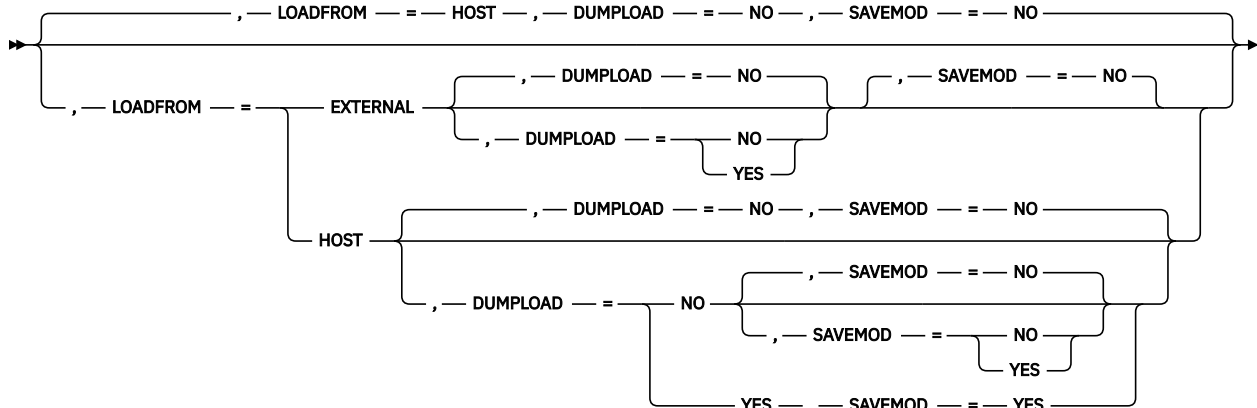 , LOADFROM = HOST , DUMPLOAD = NO , SAVEMOD = NO
, DUMPLOAD = NO , SAVEMOD = NO
, LOADFROM = EXTERNAL
, DUMPLOAD = NO
YES
, DUMPLOAD = NO , SAVEMOD = NO
HOST
, SAVEMOD = NO
, DUMPLOAD = NO
, SAVEMOD = NO
YES
YES , SAVEMOD = YES